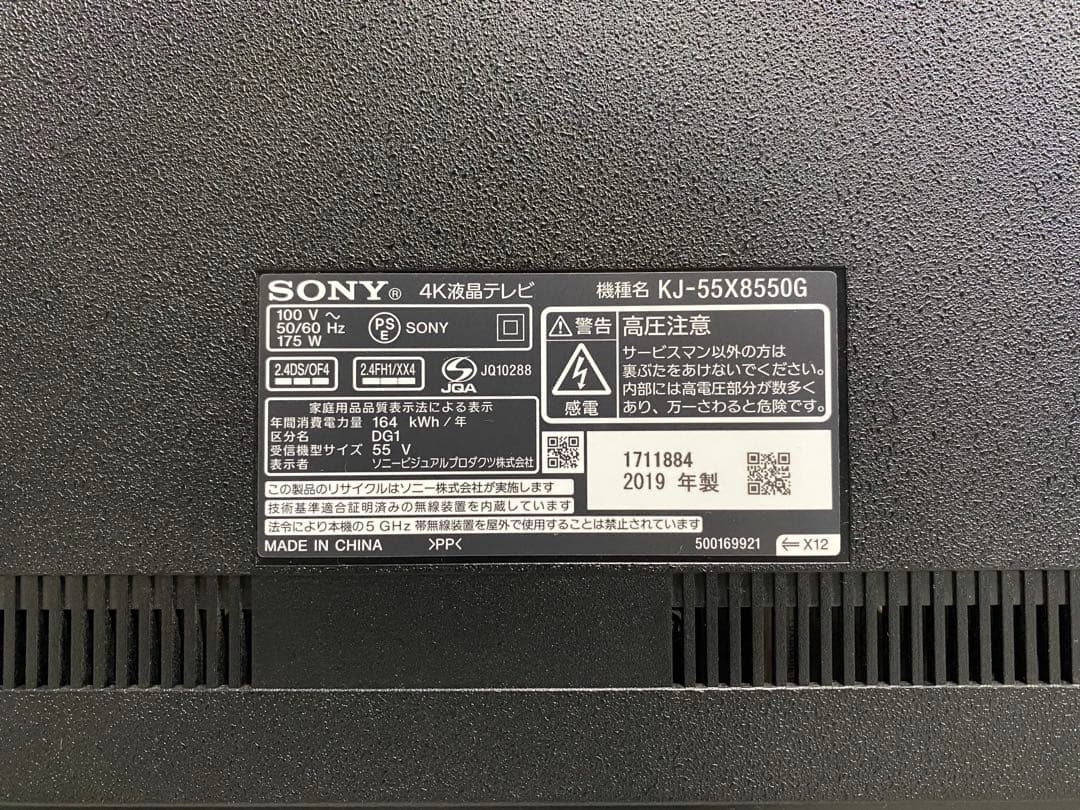 SONY® 4K液晶テレビ 機種名 KJ-55X8550G
100 V ～
50/60 Hz
175 W
PSE SONY
2.4DS/OF4 2.4FH1/XX4 JQA JQ10288
警告 高圧注意
感電
サービスマン以外の方は
裏ぶたをあけないでください。
内部には高電圧部分が数多く
あり、万一さわると危険です。
家庭用品品質表示法による表示
年間消費電力量 164 kWh/年
区分名 DG1
受信機型サイズ 55 V
表示者 ソニービジュアルプロダクツ株式会社
1711884
2019 年製
この製品のリサイクルはソニー株式会社が実施します
技術基準適合証明済みの無線装置を内蔵しています
法令により本機の5 GHz 帯無線装置を屋外で使用することは禁止されています
MADE IN CHINA >PP< 500169921 ⇐X12